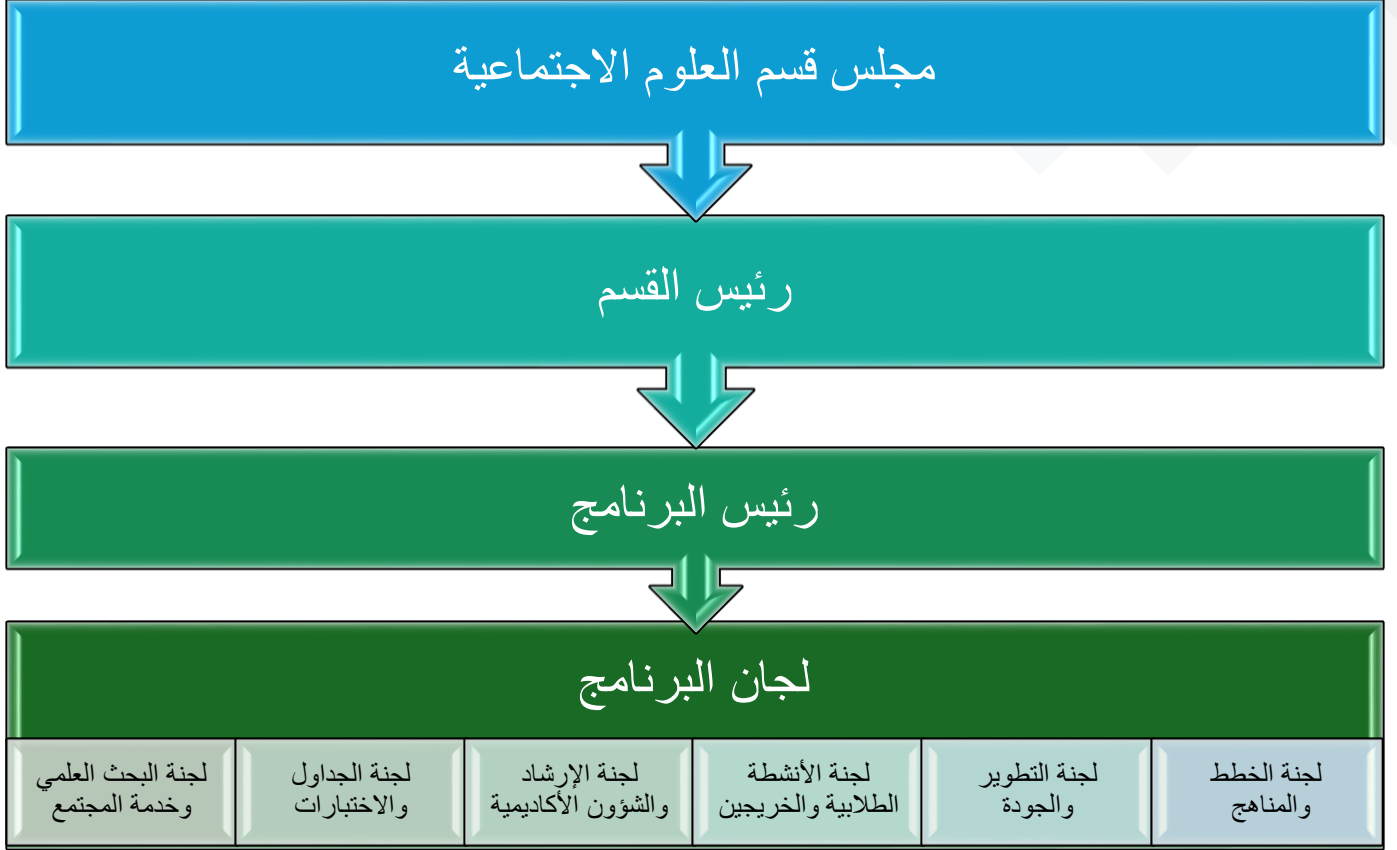 مجلس قسم العلوم الاجتماعية
رئيس القسم
رئيس البرنامج
لجان البرنامج
لجنة الخطط
والمناهج
لجنة التطوير
والجودة
لجنة الأنشطة
الطلابية والخريجين
لجنة الإرشاد
والشؤون الأكاديمية
لجنة الجداول
والاختبارات
لجنة البحث العلمي
وخدمة المجتمع